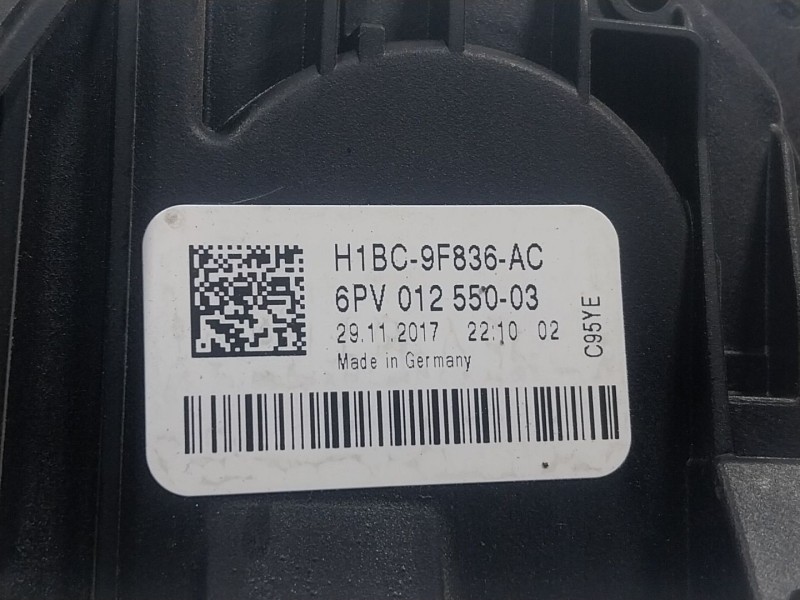 H1BC-9F836-AC
6PV 012 550-03
29.11.2017 22:10 02
Made in Germany
C95YE